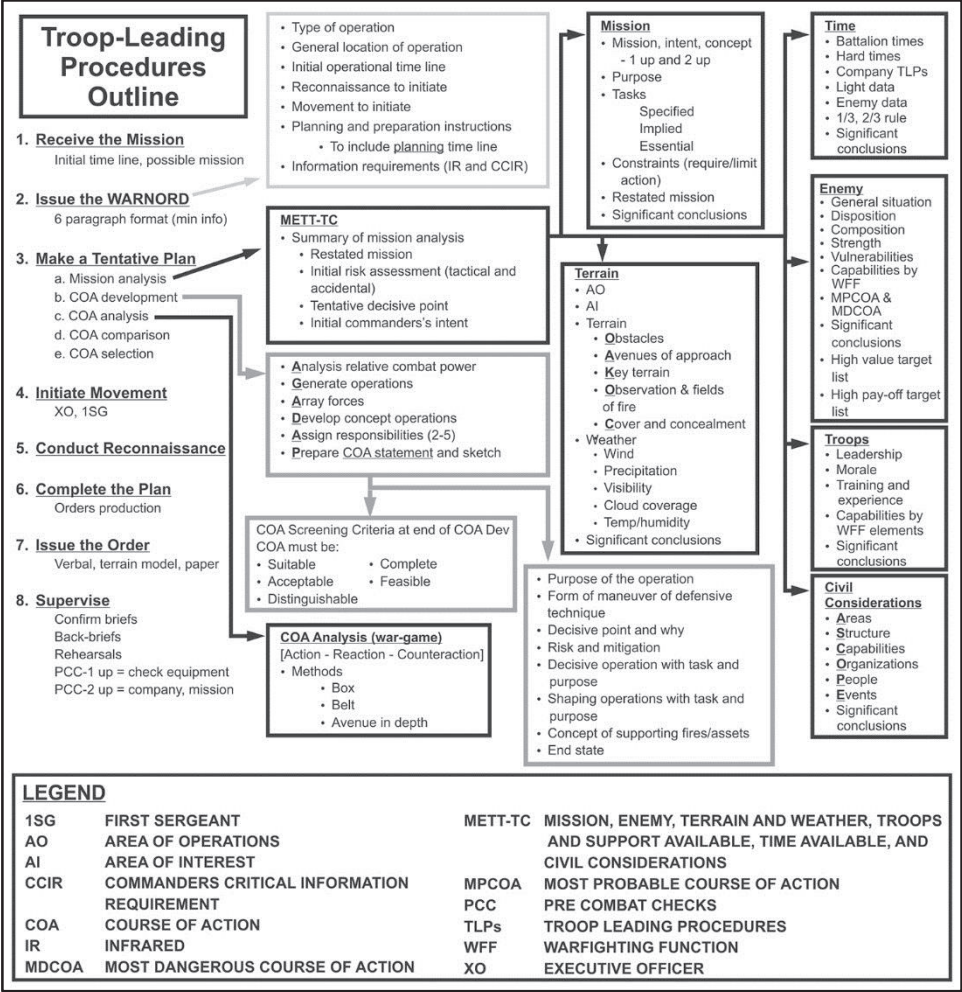 Troop-Leading
Procedures
Outline
1. Receive the Mission
Initial time line, possible mission
2. Issue the WARNORD
6 paragraph format (min info)
3. Make a Tentative Plan
a. Mission analysis
b. COA development
c. COA analysis
d. COA comparison
e. COA selection
4. Initiate Movement
XO, 1SG
5. Conduct Reconnaissance
6. Complete the Plan
Orders production
7. Issue the Order
Verbal, terrain model, paper
8. Supervise
Confirm briefs
Back-briefs
Rehearsals
PCC-1 up = check equipment
PCC-2 up = company, mission
• Type of operation
• General location of operation
• Initial operational time line
• Reconnaissance to initiate
• Movement to initiate
• Planning and preparation instructions
• To include planning time line
• Information requirements (IR and CCIR)
METT-TC
• Summary of mission analysis
• Restated mission
• Initial risk assessment (tactical and
accidental)
• Tentative decisive point
• Initial commanders's intent
• Analysis relative combat power
• Generate operations
• Array forces
• Develop concept operations
• Assign responsibilities (2-5)
• Prepare COA statement and sketch
COA Screening Criteria at end of COA Dev
COA must be:
• Suitable • Complete
• Acceptable • Feasible
• Distinguishable
COA Analysis (war-game)
[Action - Reaction - Counteraction]
• Methods
• Box
• Belt
• Avenue in depth
Mission
• Mission, intent, concept
- 1 up and 2 up
• Purpose
• Tasks
Specified
Implied
Essential
• Constraints (require/limit
action)
• Restated mission
• Significant conclusions
Terrain
• AO
• AI
• Terrain
• Obstacles
• Avenues of approach
• Key terrain
• Observation & fields
of fire
• Cover and concealment
• Weather
• Wind
• Precipitation
• Visibility
• Cloud coverage
• Temp/humidity
• Significant conclusions
• Purpose of the operation
• Form of maneuver of defensive
technique
• Decisive point and why
• Risk and mitigation
• Decisive operation with task and
purpose
• Shaping operations with task and
purpose
• Concept of supporting fires/assets
• End state
Time
• Battalion times
• Hard times
• Company TLPs
• Light data
• Enemy data
• 1/3, 2/3 rule
• Significant
conclusions
Enemy
• General situation
• Disposition
• Composition
• Strength
• Vulnerabilities
• Capabilities by
WFF
• MPCOA &
MDCOA
• Significant
conclusions
• High value target
list
• High pay-off target
list
Troops
• Leadership
• Morale
• Training and
experience
• Capabilities by
WFF elements
• Significant
conclusions
Civil
Considerations
• Areas
• Structure
• Capabilities
• Organizations
• People
• Events
• Significant
conclusions
LEGEND
1SG FIRST SERGEANT
AO AREA OF OPERATIONS
AI AREA OF INTEREST
CCIR COMMANDERS CRITICAL INFORMATION
REQUIREMENT
COA COURSE OF ACTION
IR INFRARED
MDCOA MOST DANGEROUS COURSE OF ACTION
METT-TC MISSION, ENEMY, TERRAIN AND WEATHER, TROOPS
AND SUPPORT AVAILABLE, TIME AVAILABLE, AND
CIVIL CONSIDERATIONS
MPCOA MOST PROBABLE COURSE OF ACTION
PCC PRE COMBAT CHECKS
TLPs TROOP LEADING PROCEDURES
WFF WARFIGHTING FUNCTION
XO EXECUTIVE OFFICER